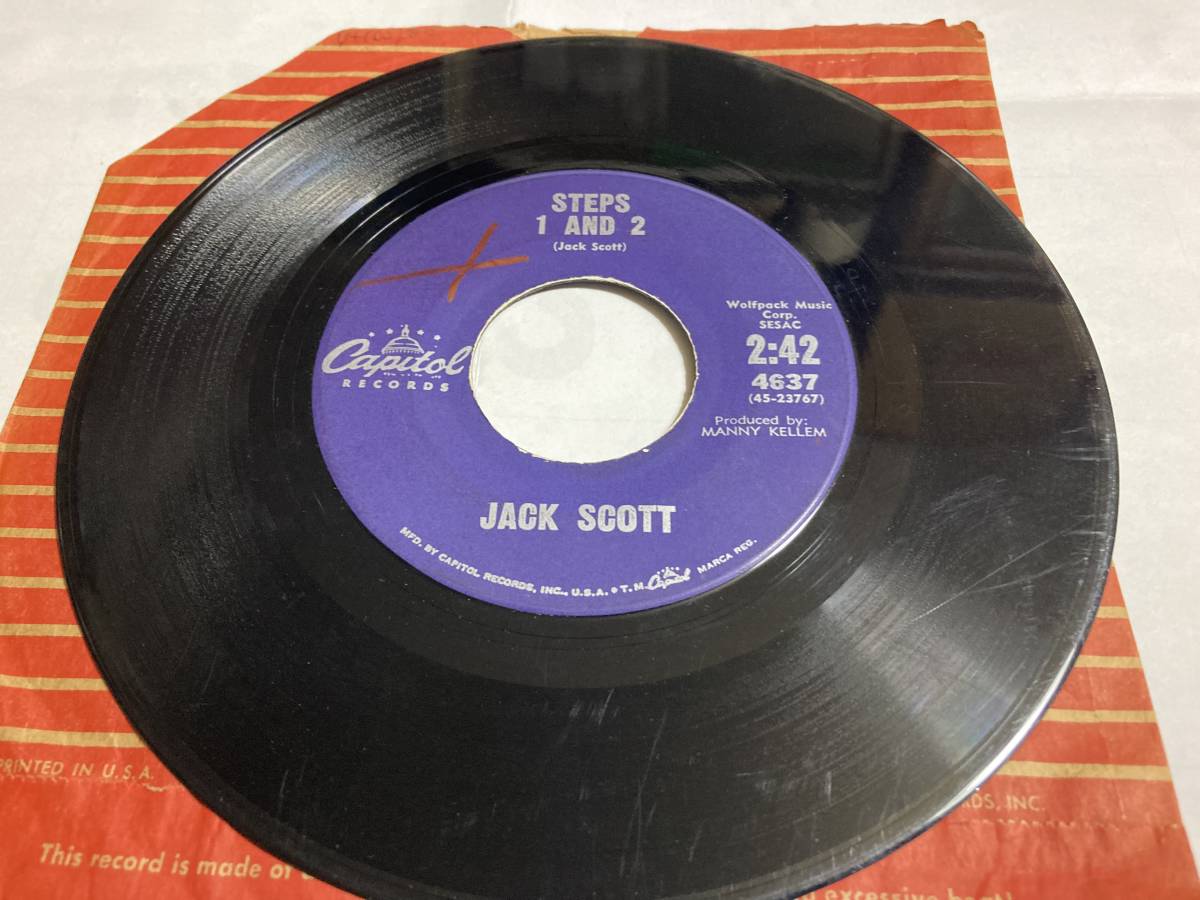 STEPS
1 AND 2
(Jack Scott)
Wolfpack Music
Corp.
SESAC
2:42
4637
(45-23767)
Produced by:
MANNY KELLEM
Capitol
RECORDS
JACK SCOTT
MFD. BY CAPITOL RECORDS, INC., U.S.A. • T.M. Capitol MARCA REG.
PRINTED IN U.S.A.
INC.
This record is made of
excessive heat)